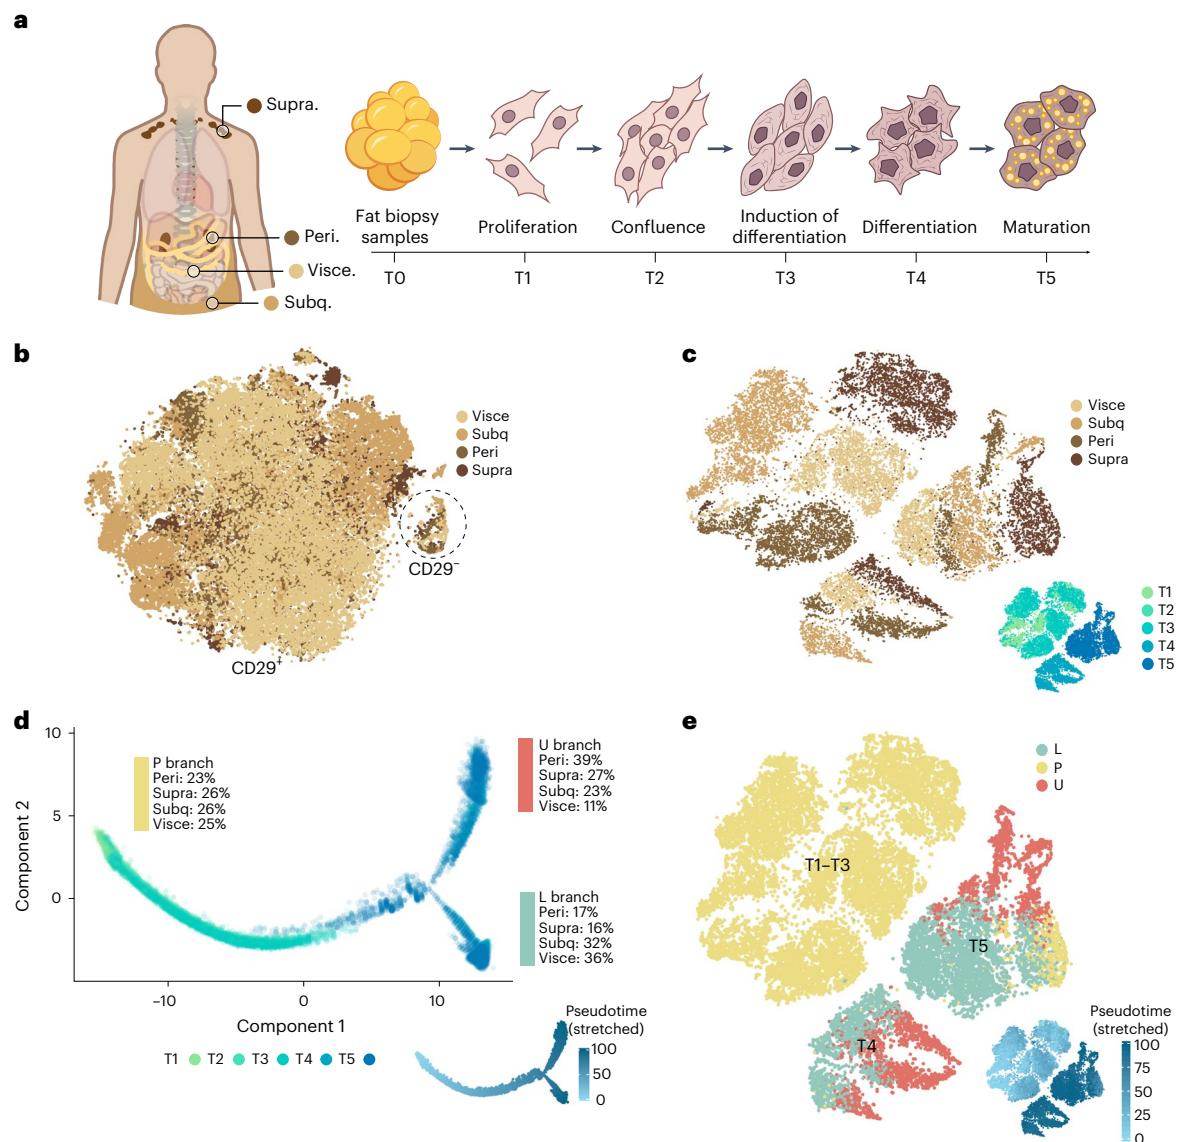 a
Supra.
Peri.
Visce.
Subq.
Fat biopsy
samples
Proliferation
Confluence
Induction of
differentiation
Differentiation
Maturation
T0
T1
T2
T3
T4
T5
b
Visce
Subq
Peri
Supra
CD29⁻
CD29⁺
c
Visce
Subq
Peri
Supra
T1
T2
T3
T4
T5
d
10
5
0
Component 2
P branch
Peri: 23%
Supra: 26%
Subq: 26%
Visce: 25%
U branch
Peri: 39%
Supra: 27%
Subq: 23%
Visce: 11%
L branch
Peri: 17%
Supra: 16%
Subq: 32%
Visce: 36%
–10
0
10
Component 1
T1
T2
T3
T4
T5
Pseudotime
(stretched)
100
50
0
e
L
P
U
T1–T3
T5
T4
Pseudotime
(stretched)
100
75
50
25
0